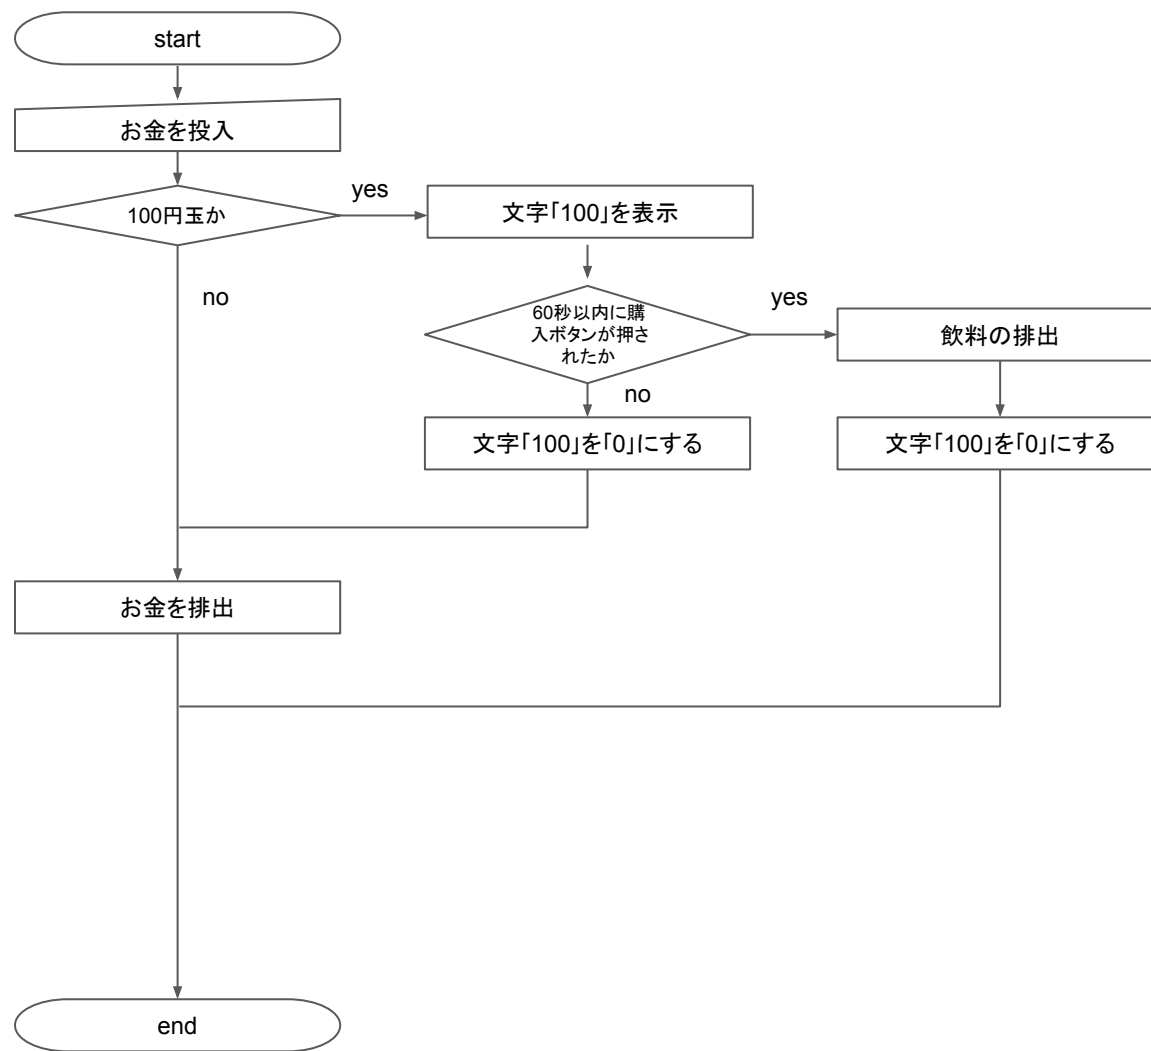 start
お金を投入
100円玉か
yes
文字「100」を表示
no
60秒以内に購
入ボタンが押さ
れたか
yes
飲料の排出
no
文字「100」を「0」にする
文字「100」を「0」にする
お金を排出
end